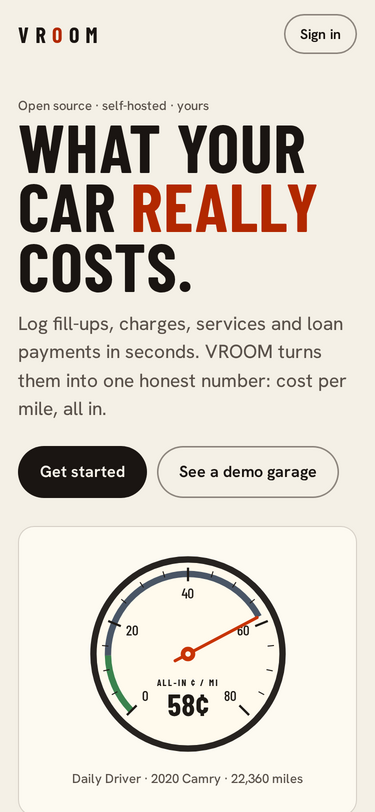 VROOM
Sign in
Open source · self-hosted · yours
WHAT YOUR
CAR REALLY
COSTS.
Log fill-ups, charges, services and loan
payments in seconds. VROOM turns
them into one honest number: cost per
mile, all in.
Get started
See a demo garage
40
20
60
ALL-IN ¢ / MI
0
58¢
80
Daily Driver · 2020 Camry · 22,360 miles